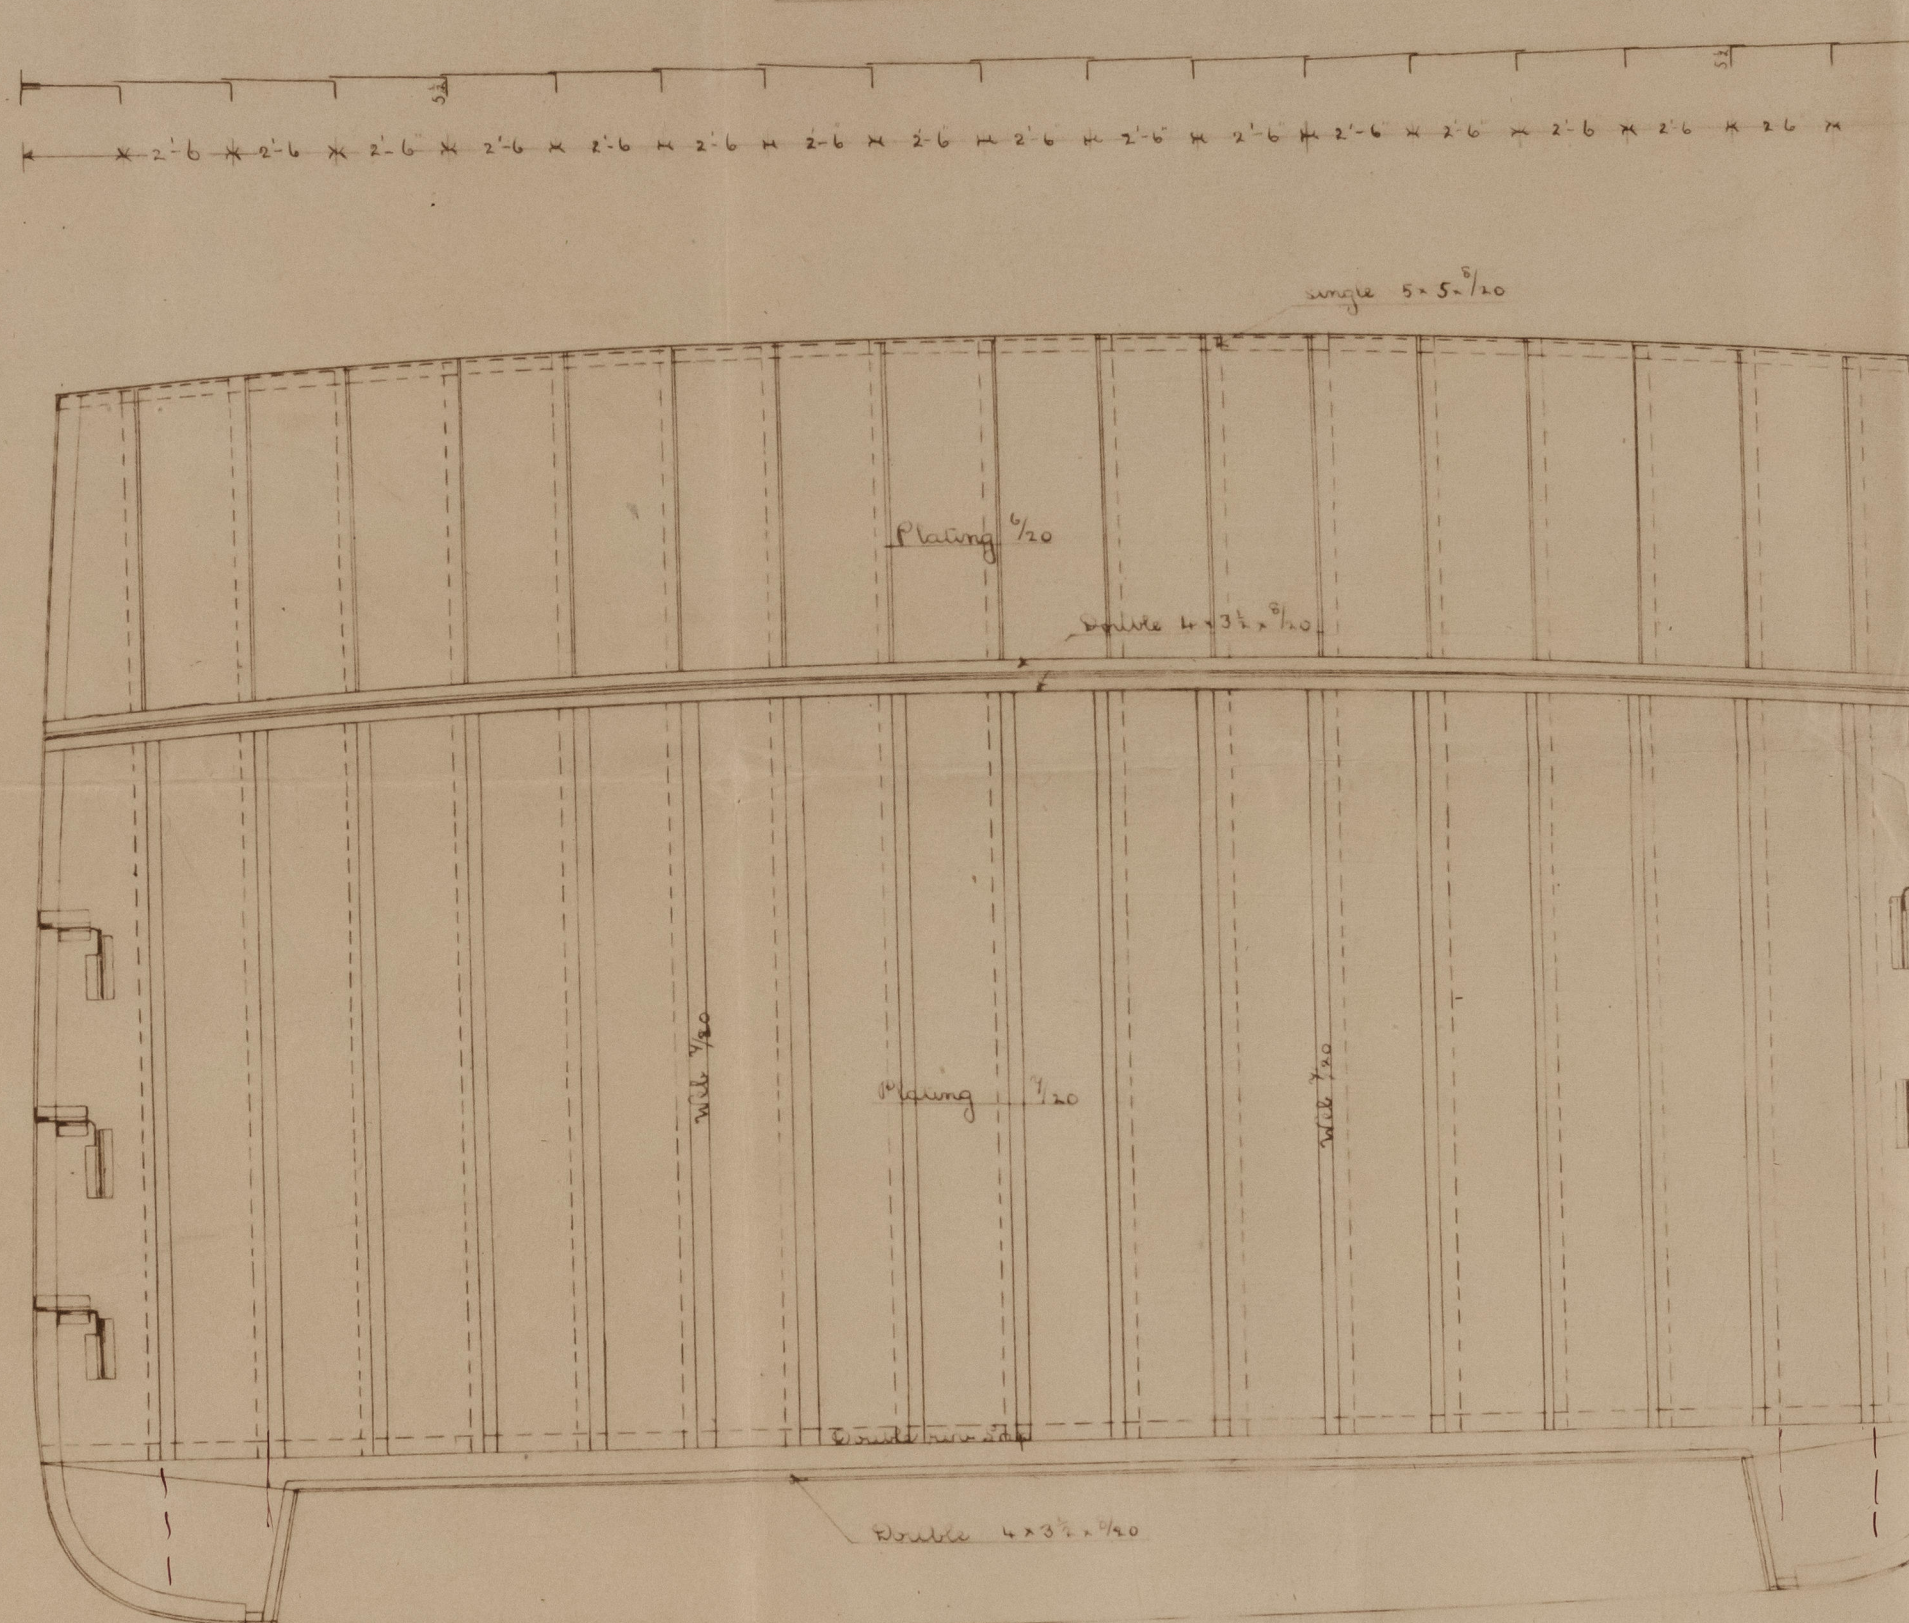 5½ 5½
2'-6 2'-6 2'-6 2'-6 2'-6 2'-6 2'-6 2'-6 2'-6 2'-6 2'-6 2'-6 2'-6 2'-6 2'-6 2'-6
single 5 × 5 × 8/20
Plating 6/20
Double 4 × 3½ × 8/20
Web 7/20
Plating 7/20
Web 7/20
Double
Double 4 × 3½ × 8/20